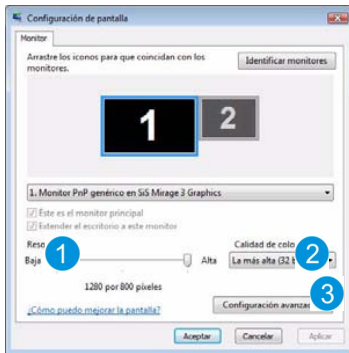 Configuración de pantalla
Monitor
Arrastre los iconos para que coincidan con los
monitores.
Identificar monitores
1
2
1. Monitor PnP genérico en SiS Mirage 3 Graphics
Éste es el monitor principal
Extender el escritorio a este monitor
1
Calidad de colo
2
Baja
Alta
La más alta (32
1280 por 800 píxeles
3
Configuración
¿Cómo puedo mejorar la pantalla?
Aceptar
Cancelar
Aplicar